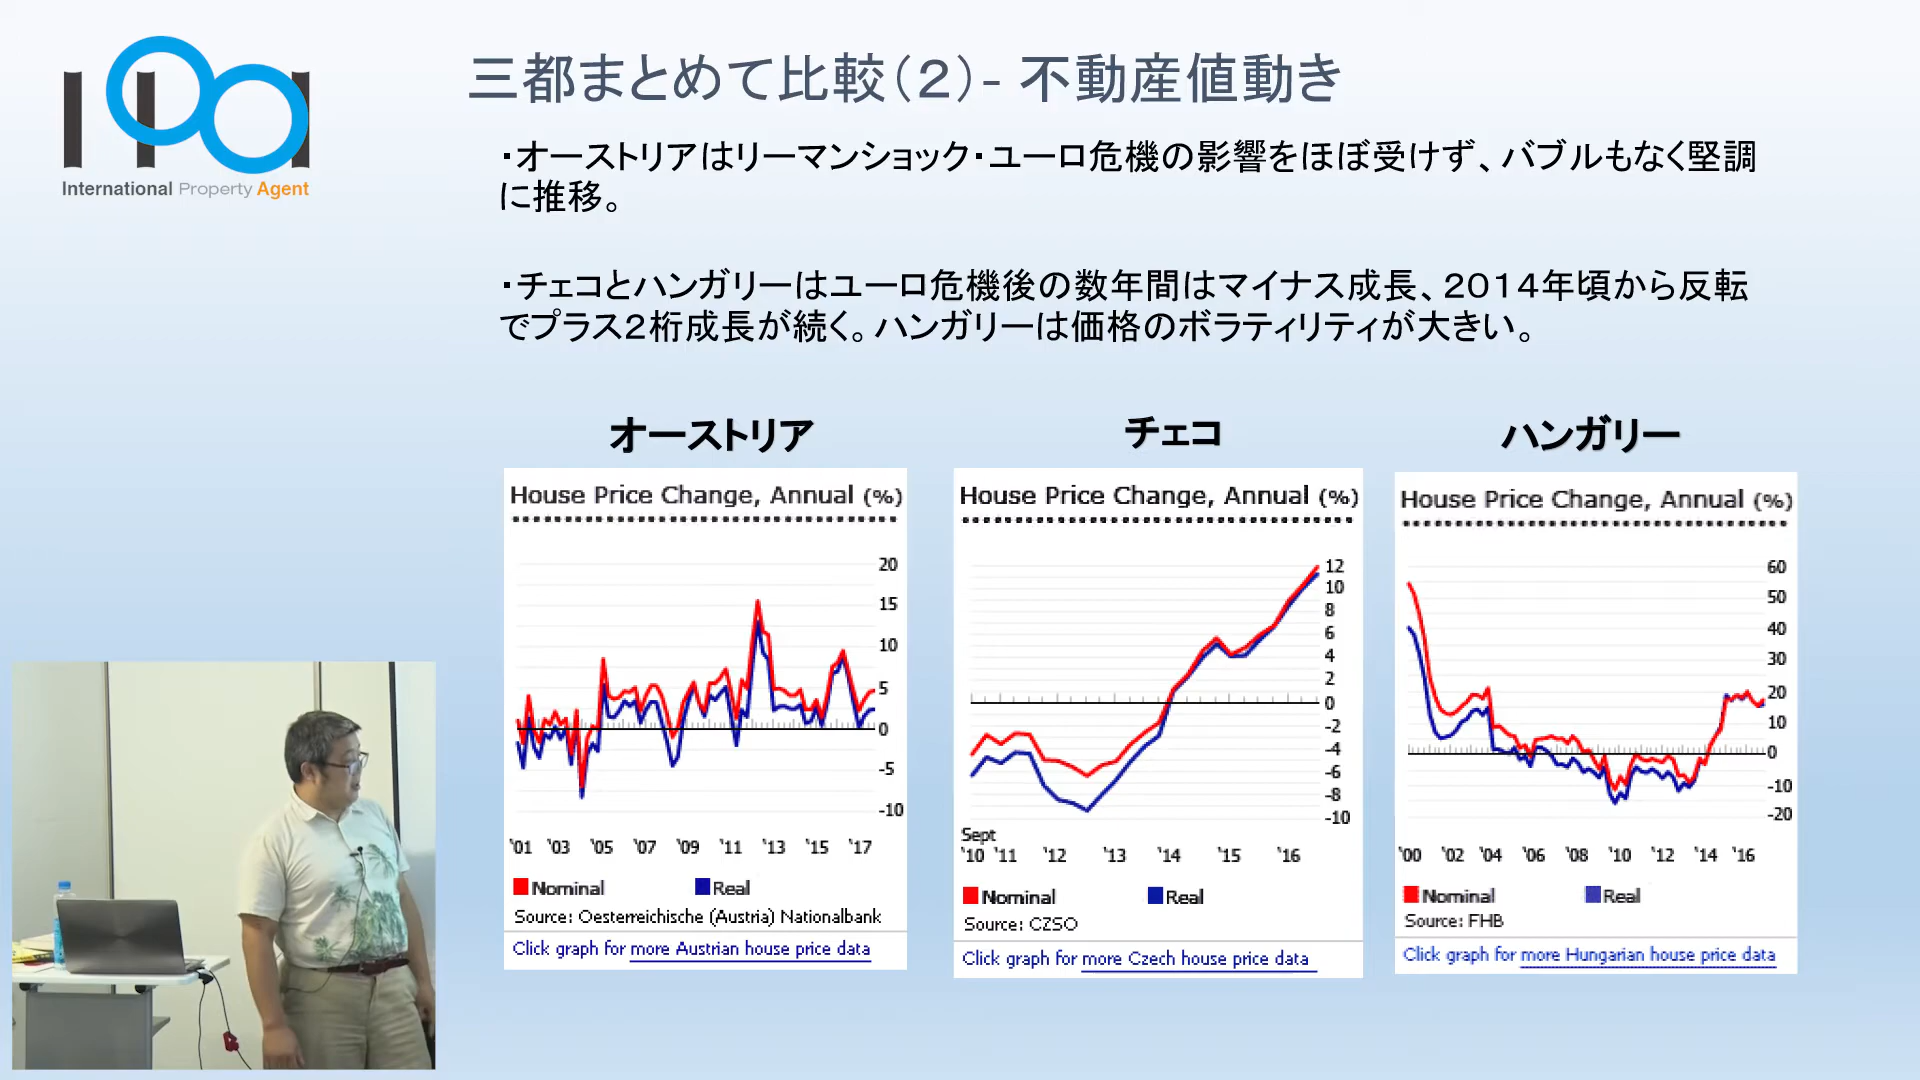 International Property Agent
三都まとめて比較（２）- 不動産値動き
・オーストリアはリーマンショック・ユーロ危機の影響をほぼ受けず、バブルもなく堅調
に推移。
・チェコとハンガリーはユーロ危機後の数年間はマイナス成長、２０１４年頃から反転
でプラス２桁成長が続く。ハンガリーは価格のボラティリティが大きい。
オーストリア
House Price Change, Annual (%)
20
15
10
5
0
-5
-10
'01 '03 '05 '07 '09 '11 '13 '15 '17
Nominal Real
Source: Oesterreichische (Austria) Nationalbank
Click graph for more Austrian house price data
チェコ
House Price Change, Annual (%)
12
10
8
6
4
2
0
-2
-4
-6
-8
-10
Sept
'10 '11 '12 '13 '14 '15 '16
Nominal Real
Source: CZSO
Click graph for more Czech house price data
ハンガリー
House Price Change, Annual (%)
60
50
40
30
20
10
0
-10
-20
'00 '02 '04 '06 '08 '10 '12 '14 '16
Nominal Real
Source: FHB
Click graph for more Hungarian house price data